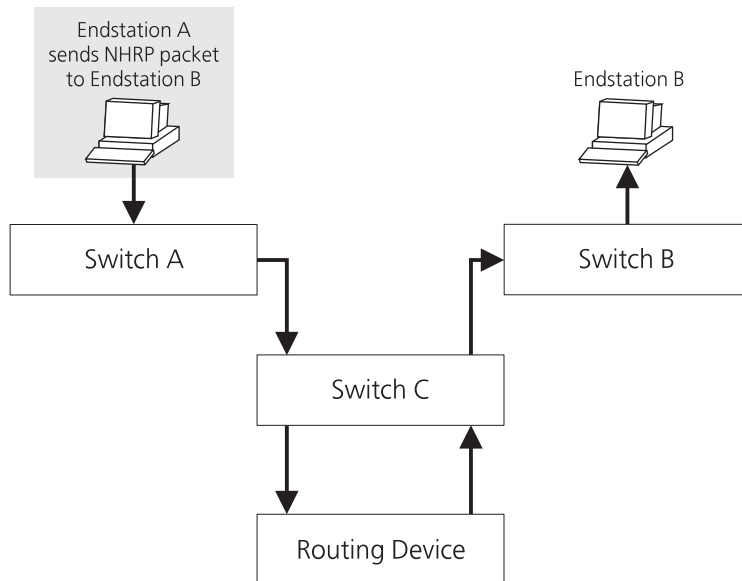 Endstation A
sends NHRP packet
to Endstation B
Endstation B
Switch A
Switch B
Switch C
Routing Device